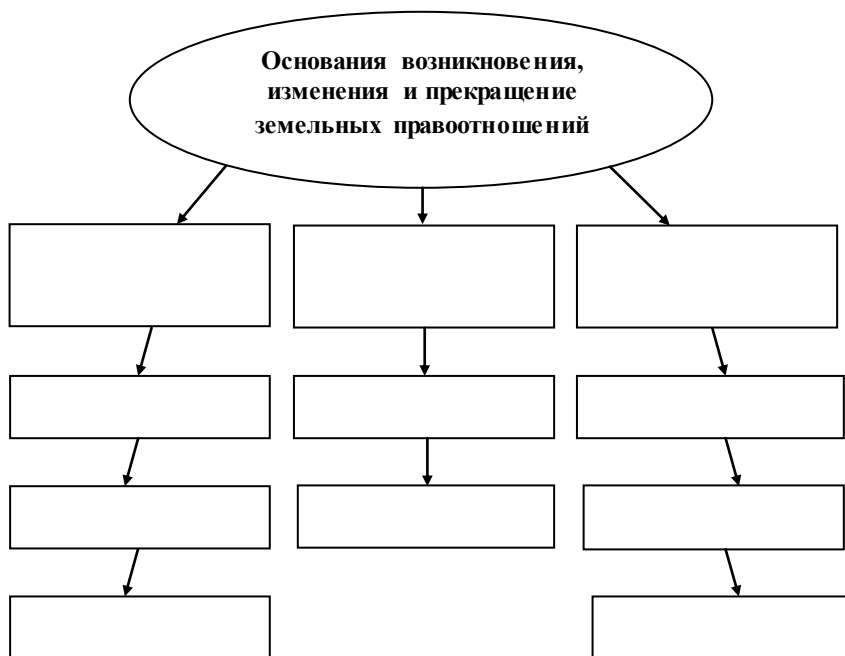 Основания возникновения,
изменения и прекращение
земельных правоотношений